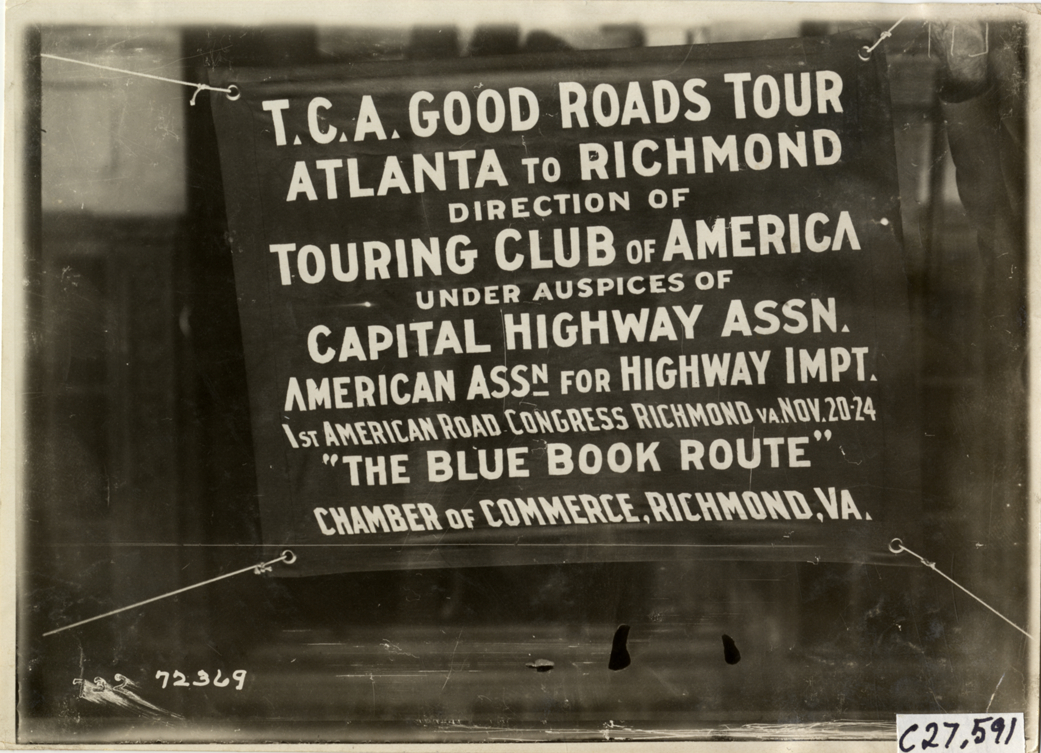 T.C.A. GOOD ROADS TOUR
ATLANTA TO RICHMOND
DIRECTION OF
TOURING CLUB OF AMERICA
UNDER AUSPICES OF
CAPITAL HIGHWAY ASSN.
AMERICAN ASSN FOR HIGHWAY IMPT.
1ST AMERICAN ROAD CONGRESS RICHMOND VA. NOV. 20-24
"THE BLUE BOOK ROUTE"
CHAMBER OF COMMERCE, RICHMOND, VA.
72369
C27,591